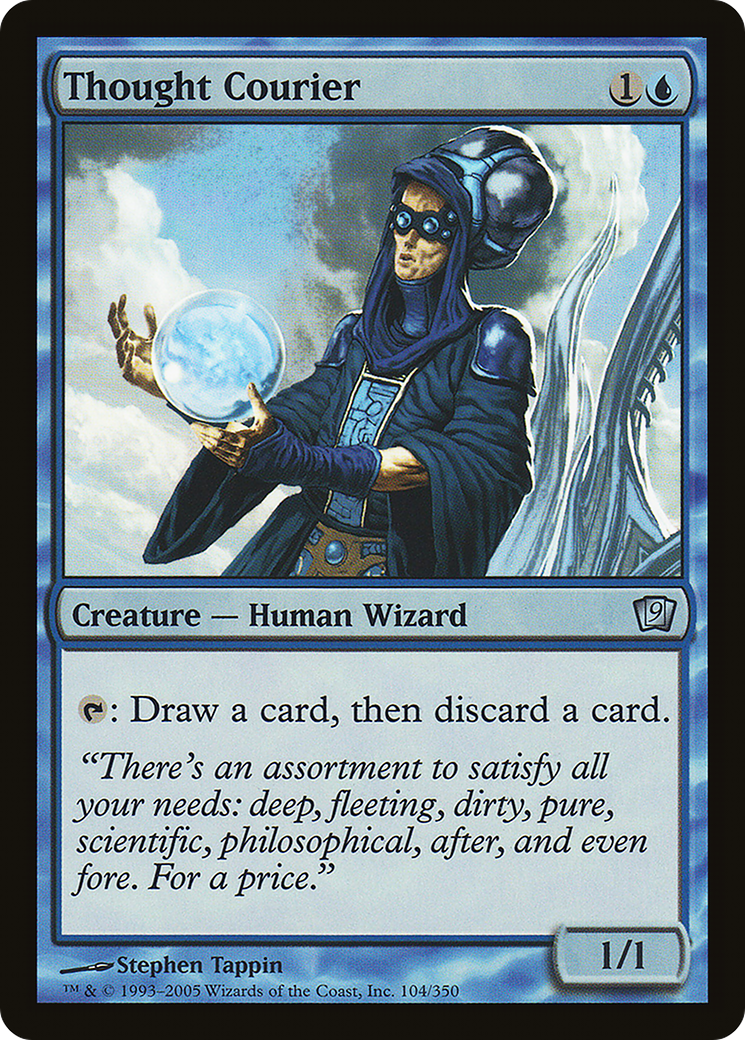 Thought Courier 1
Creature — Human Wizard 9
: Draw a card, then discard a card.
“There’s an assortment to satisfy all
your needs: deep, fleeting, dirty, pure,
scientific, philosophical, after, and even
fore. For a price.”
1/1
Stephen Tappin
™ & © 1993–2005 Wizards of the Coast, Inc. 104/350